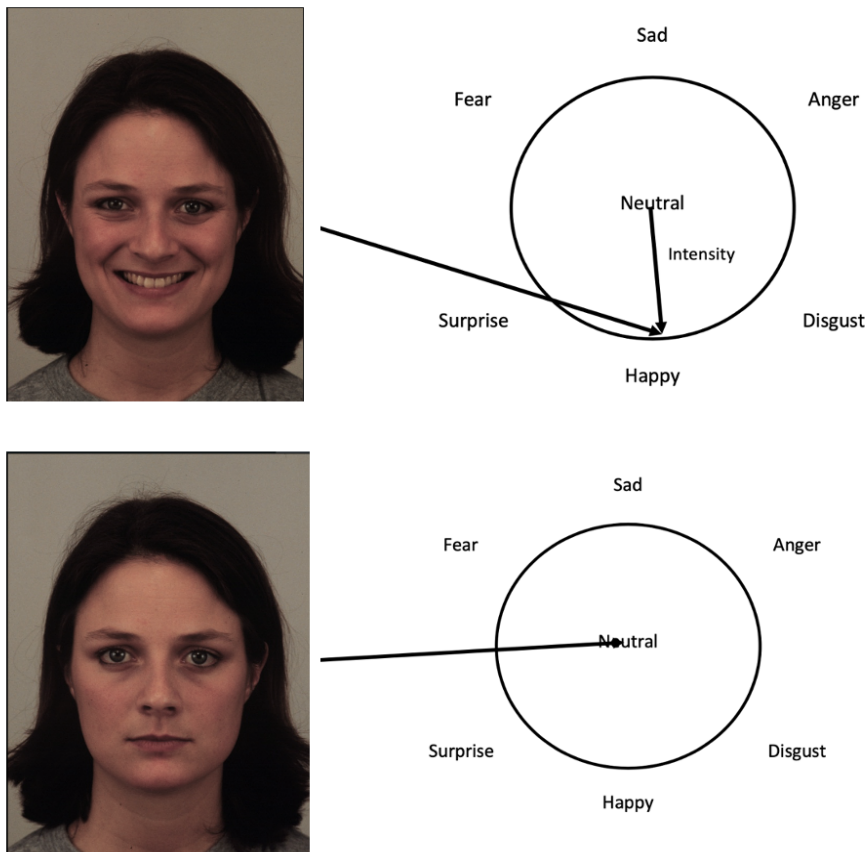 Sad
Fear
Anger
Neutral
Intensity
Surprise
Disgust
Happy
Sad
Fear
Anger
Neutral
Surprise
Disgust
Happy